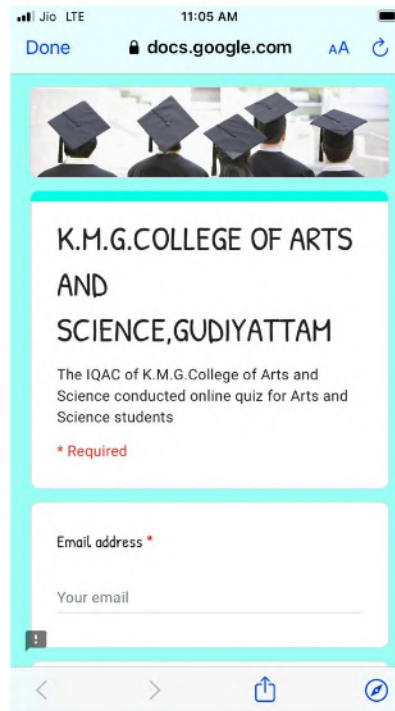 Jio LTE 11:05 AM
Done docs.google.com AA
K.M.G.COLLEGE OF ARTS
AND
SCIENCE,GUDIYATTAM
The IQAC of K.M.G.College of Arts and
Science conducted online quiz for Arts and
Science students
* Required
Email address *
Your email